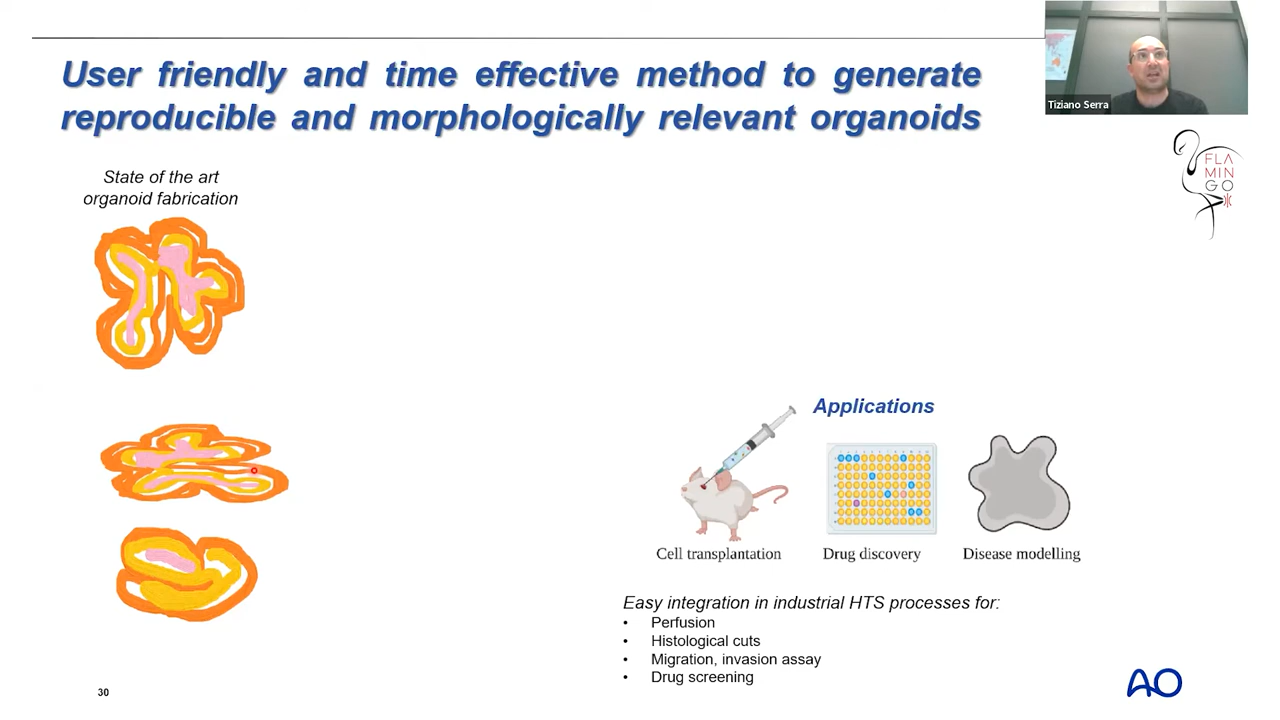 User friendly and time effective method to generate
reproducible and morphologically relevant organoids
Tiziano Serra
FLA
MIN
GO
State of the art
organoid fabrication
Applications
Cell transplantation
Drug discovery
Disease modelling
Easy integration in industrial HTS processes for:
• Perfusion
• Histological cuts
• Migration, invasion assay
• Drug screening
30
AO